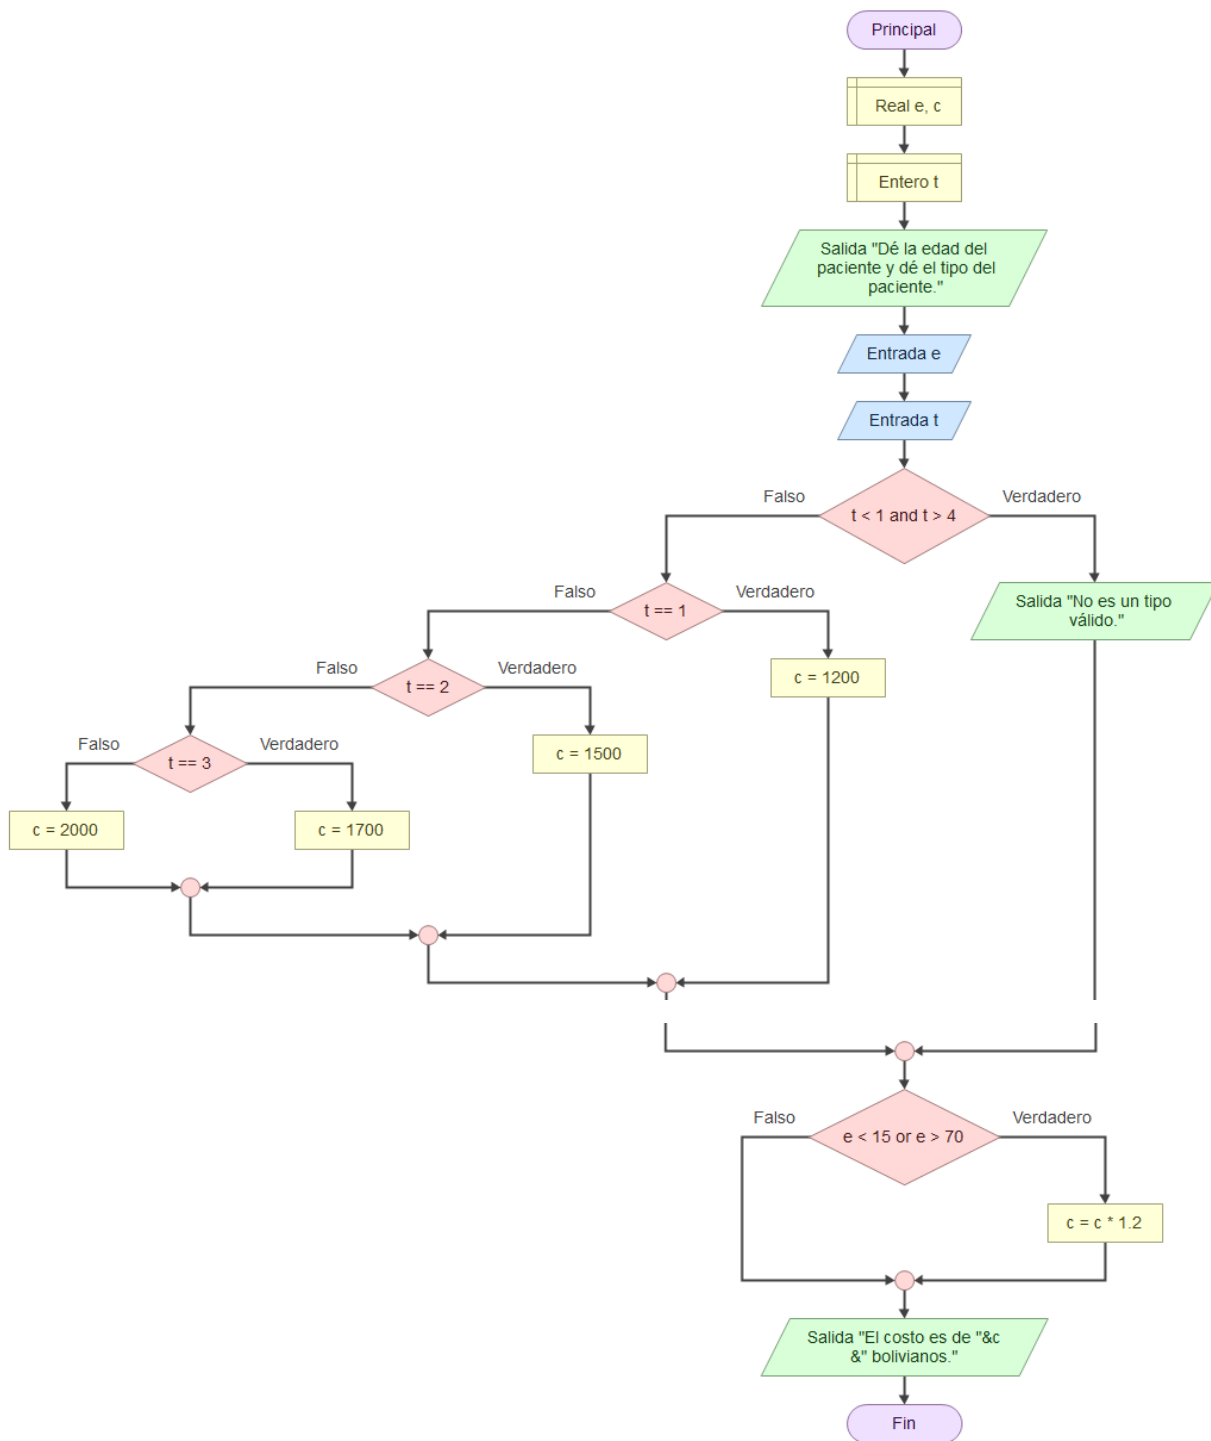 Principal
Real e, c
Entero t
Salida "Dé la edad del
paciente y dé el tipo del
paciente."
Entrada e
Entrada t
Falso
Verdadero
t < 1 and t > 4
Falso
Verdadero
t == 1
Salida "No es un tipo
válido."
Falso
Verdadero
t == 2
c = 1200
Falso
Verdadero
t == 3
c = 1500
c = 2000
c = 1700
Falso
Verdadero
e < 15 or e > 70
c = c * 1.2
Salida "El costo es de "&c
&" bolivianos."
Fin